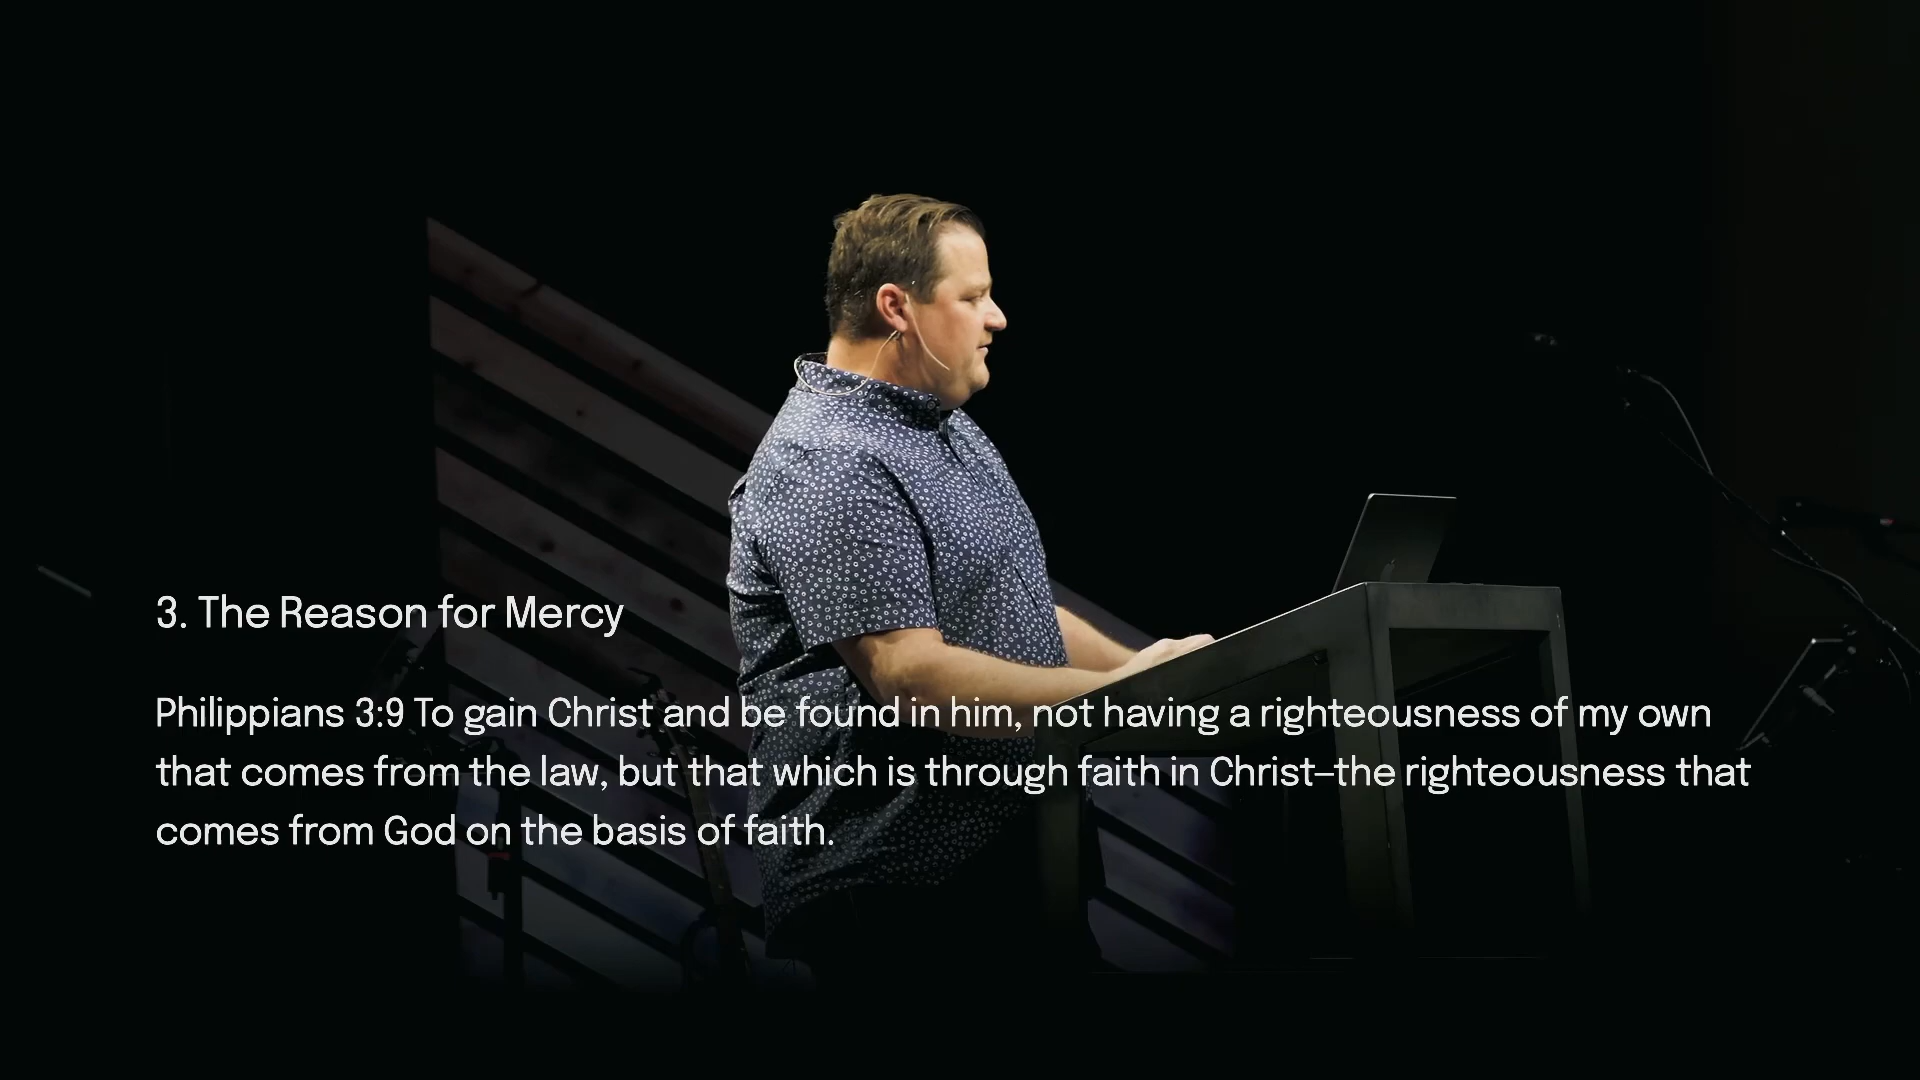 3. The Reason for Mercy
Philippians 3:9 To gain Christ and be found in him, not having a righteousness of my own
that comes from the law, but that which is through faith in Christ—the righteousness that
comes from God on the basis of faith.